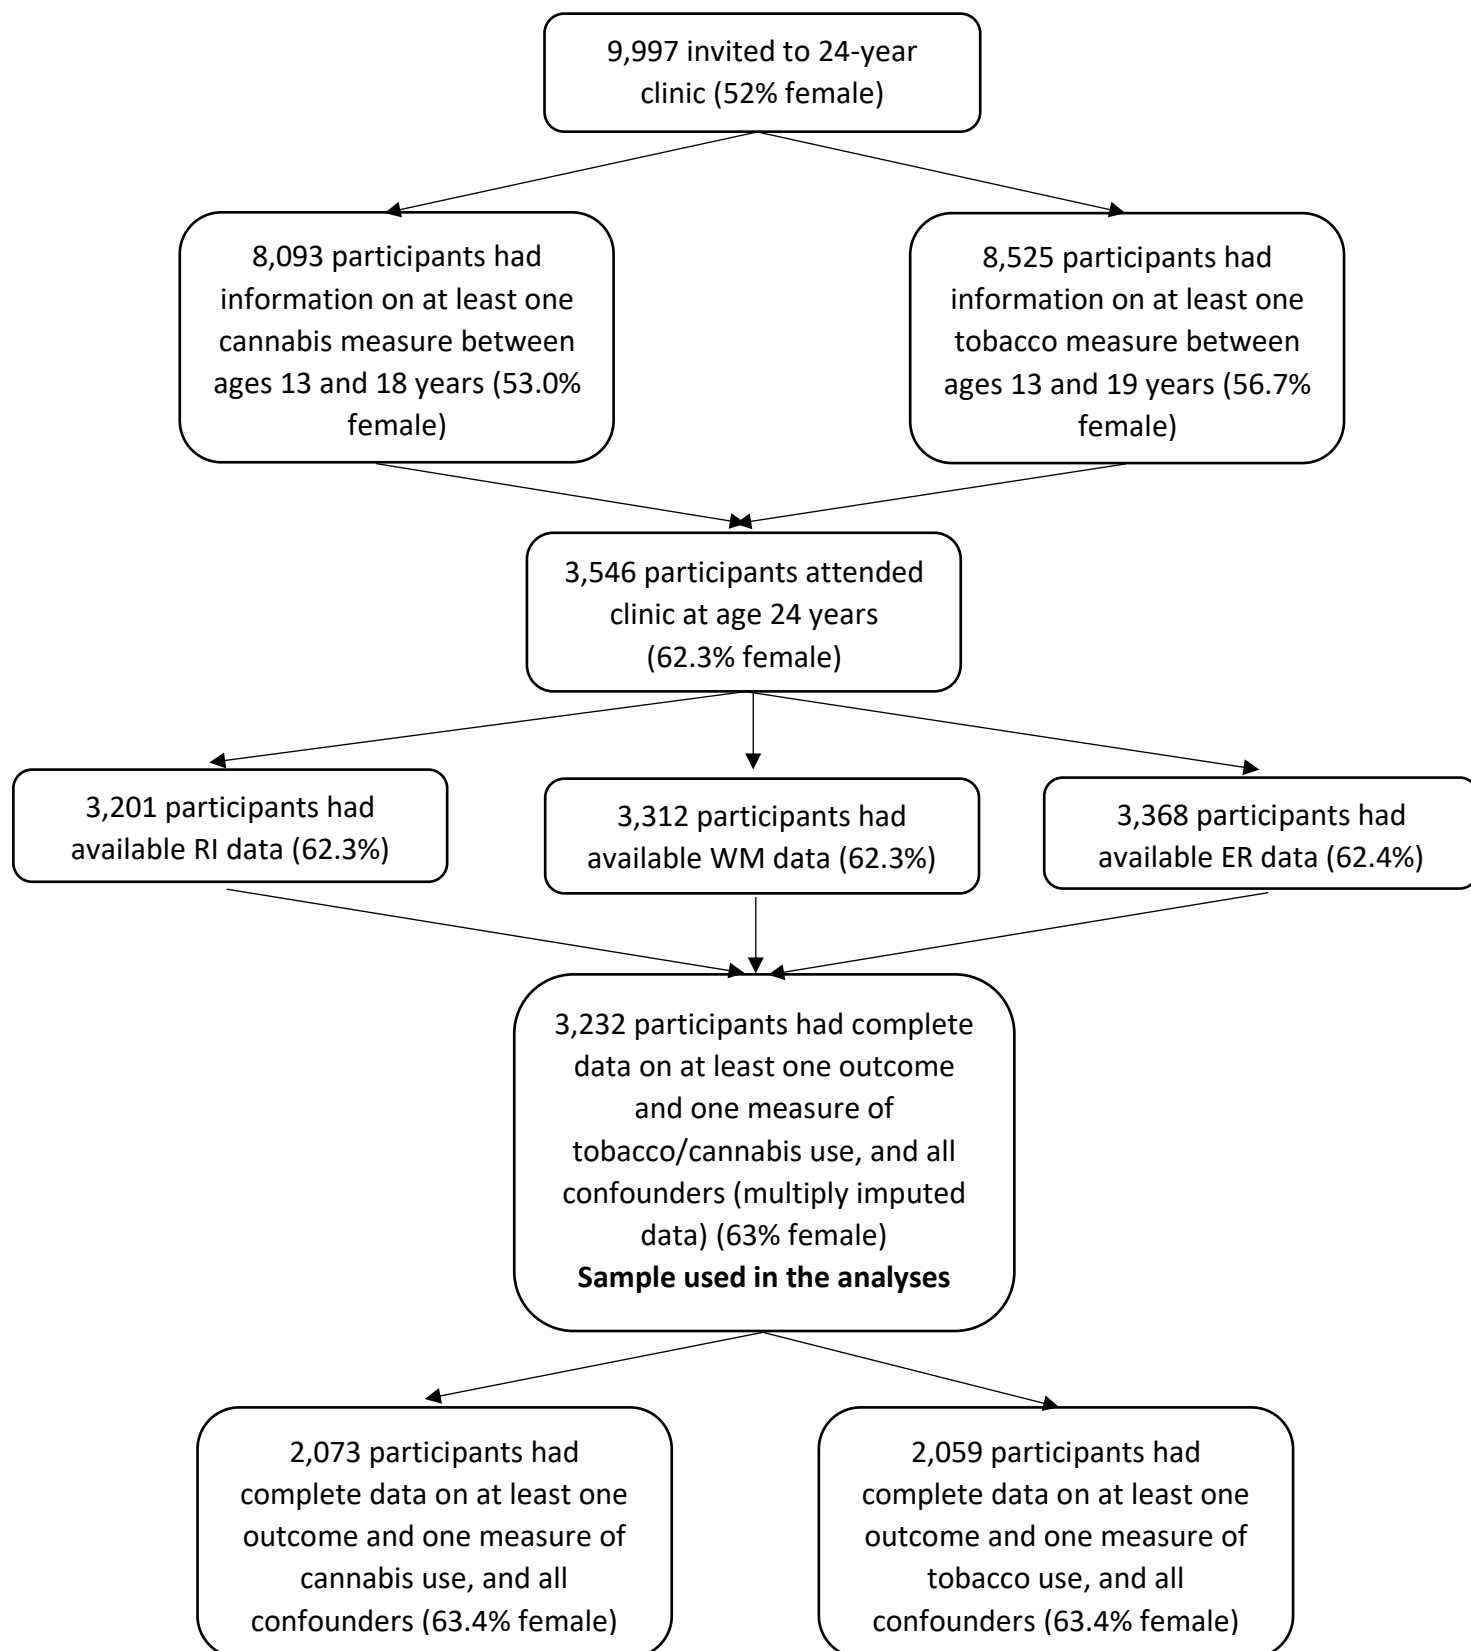 9,997 invited to 24-year
clinic (52% female)
8,093 participants had
information on at least one
cannabis measure between
ages 13 and 18 years (53.0%
female)
8,525 participants had
information on at least one
tobacco measure between
ages 13 and 19 years (56.7%
female)
3,546 participants attended
clinic at age 24 years
(62.3% female)
3,201 participants had
available RI data (62.3%)
3,312 participants had
available WM data (62.3%)
3,368 participants had
available ER data (62.4%)
3,232 participants had complete
data on at least one outcome
and one measure of
tobacco/cannabis use, and all
confounders (multiply imputed
data) (63% female)
Sample used in the analyses
2,073 participants had
complete data on at least one
outcome and one measure of
cannabis use, and all
confounders (63.4% female)
2,059 participants had
complete data on at least one
outcome and one measure of
tobacco use, and all
confounders (63.4% female)